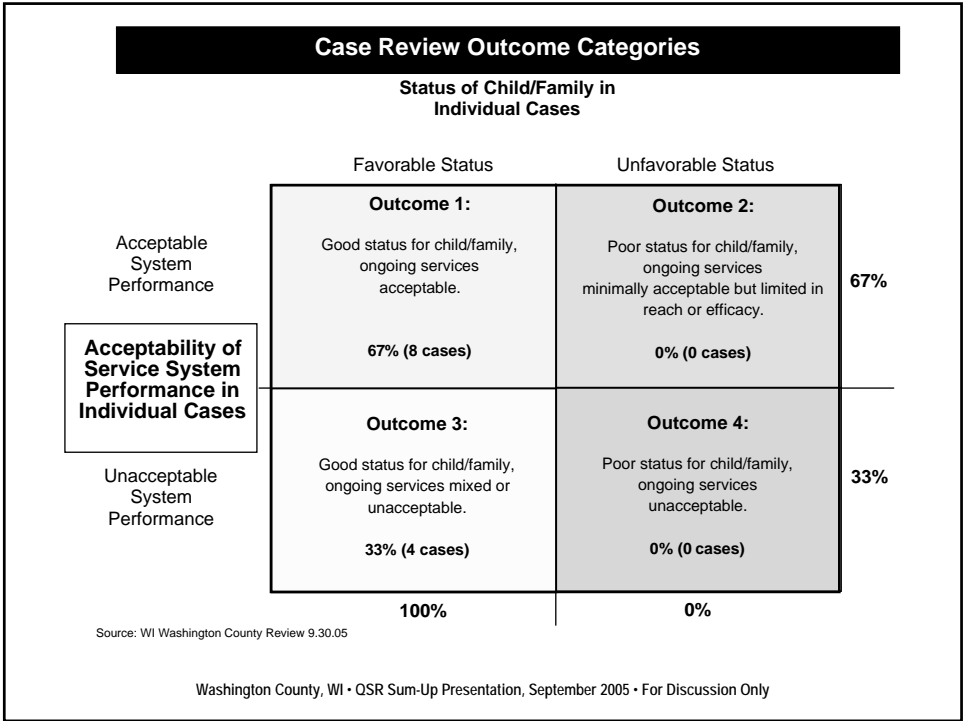 Case Review Outcome Categories
Status of Child/Family in
Individual Cases
Favorable Status
Unfavorable Status
Acceptable
System
Performance
Outcome 1:
Good status for child/family,
ongoing services
acceptable.
67% (8 cases)
Outcome 2:
Poor status for child/family,
ongoing services
minimally acceptable but limited in
reach or efficacy.
0% (0 cases)
67%
Acceptability of
Service System
Performance in
Individual Cases
Unacceptable
System
Performance
Outcome 3:
Good status for child/family,
ongoing services mixed or
unacceptable.
33% (4 cases)
Outcome 4:
Poor status for child/family,
ongoing services
unacceptable.
0% (0 cases)
33%
100%
0%
Source: WI Washington County Review 9.30.05
Washington County, WI • QSR Sum-Up Presentation, September 2005 • For Discussion Only